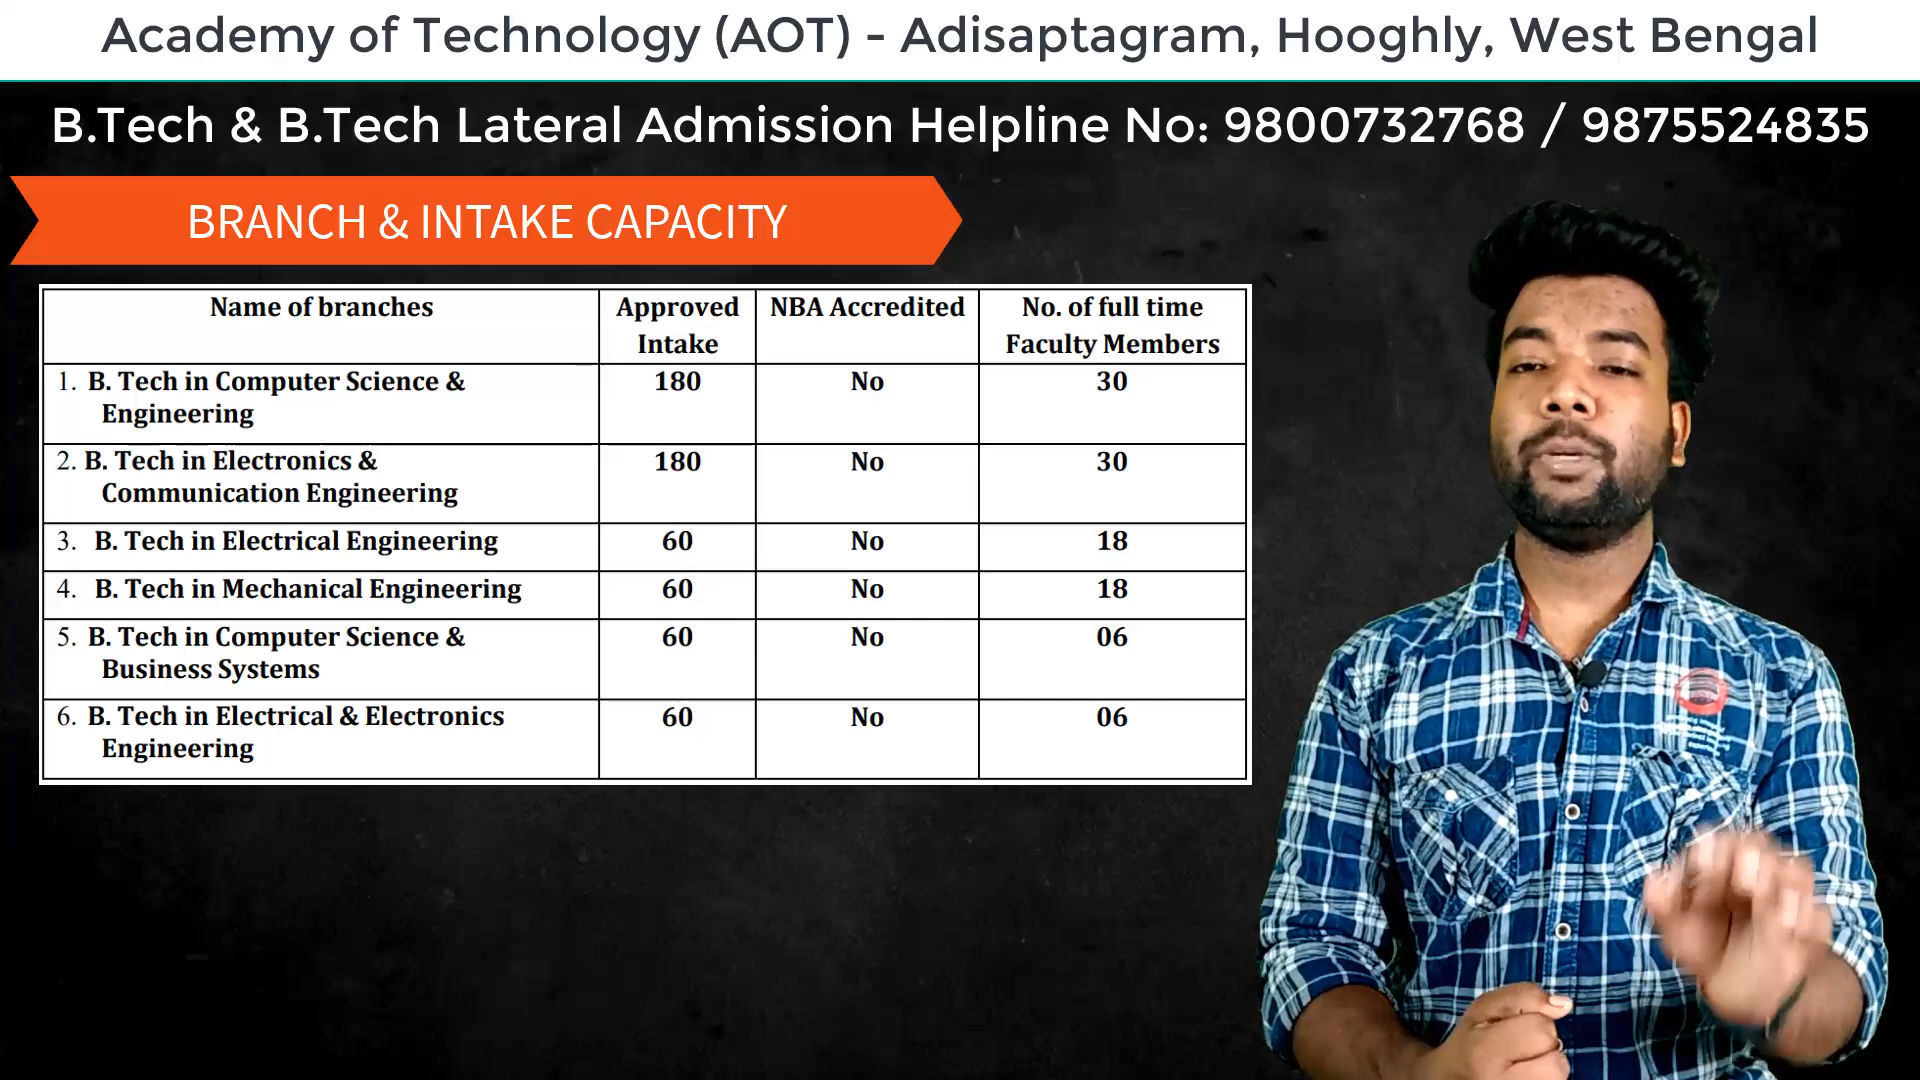 Academy of Technology (AOT) - Adisaptagram, Hooghly, West Bengal
B.Tech & B.Tech Lateral Admission Helpline No: 9800732768 / 9875524835
BRANCH & INTAKE CAPACITY
Name of branches Approved Intake NBA Accredited No. of full time Faculty Members
1. B. Tech in Computer Science & Engineering 180 No 30
2. B. Tech in Electronics & Communication Engineering 180 No 30
3. B. Tech in Electrical Engineering 60 No 18
4. B. Tech in Mechanical Engineering 60 No 18
5. B. Tech in Computer Science & Business Systems 60 No 06
6. B. Tech in Electrical & Electronics Engineering 60 No 06